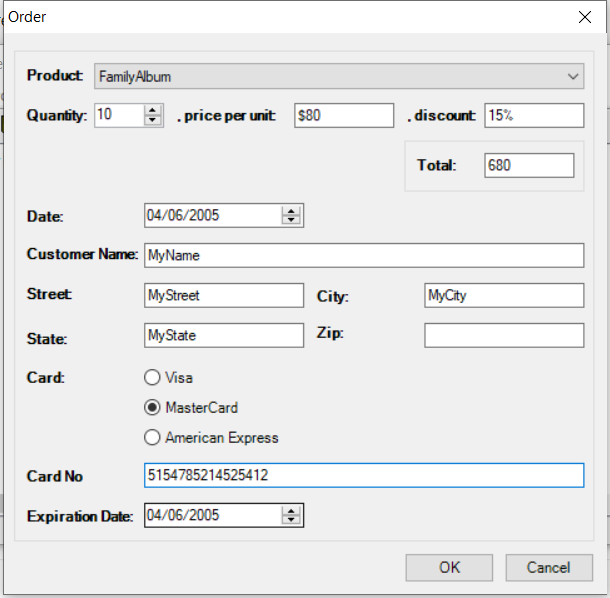 Order
Product: FamilyAlbum
Quantity: 10 . price per unit: $80 . discount: 15%
Total: 680
Date: 04/06/2005
Customer Name: MyName
Street: MyStreet City: MyCity
State: MyState Zip:
Card: Visa
MasterCard
American Express
Card No 5154785214525412
Expiration Date: 04/06/2005
OK Cancel